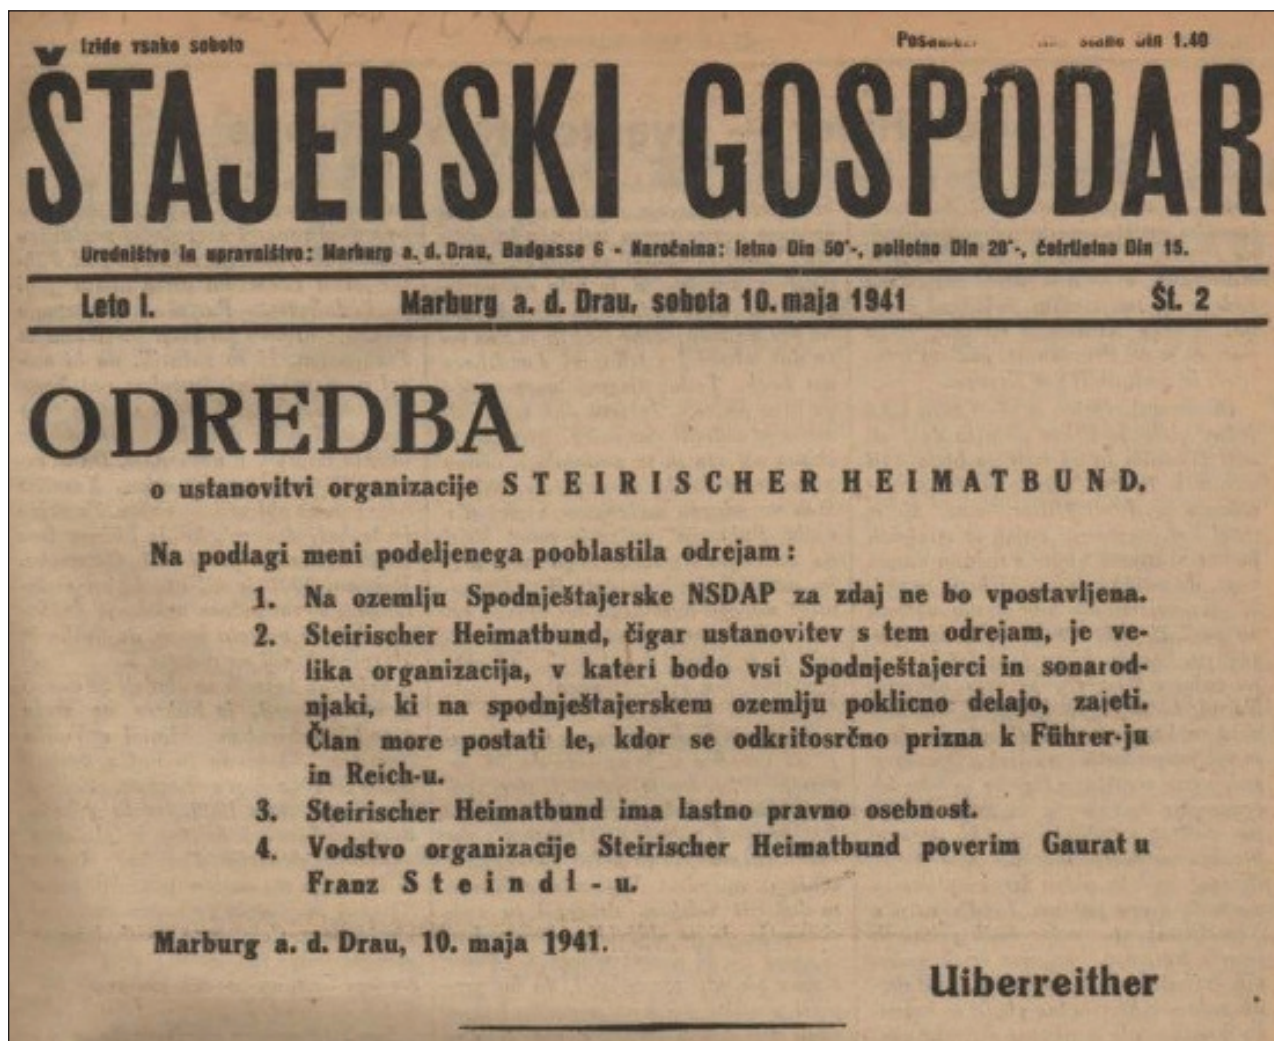 Izide vsako soboto
stane Din 1.40
ŠTAJERSKI GOSPODAR
Uredništvo in upravništvo: Marburg a. d. Drau, Badgasse 6 - Naročnina: letno Din 50'-, polletno Din 20'-, četrtletno Din 15.
Leto I.
Marburg a. d. Drau, sobota 10. maja 1941
Št. 2
ODREDBA
o ustanovitvi organizacije STEIRISCHER HEIMATBUND.
Na podlagi meni podeljenega pooblastila odrejam:
1. Na ozemlju Spodnještajerske NSDAP za zdaj ne bo vpostavljena.
2. Steirischer Heimatbund, čigar ustanovitev s tem odrejam, je ve-
lika organizacija, v kateri bodo vsi Spodnještajerci in sonarod-
njaki, ki na spodnještajerskem ozemlju poklicno delajo, zajeti.
Član more postati le, kdor se odkritosrčno prizna k Führer-ju
in Reich-u.
3. Steirischer Heimatbund ima lastno pravno osebnost.
4. Vodstvo organizacije Steirischer Heimatbund poverim Gauratu
Franz Steindl-u.
Marburg a. d. Drau, 10. maja 1941.
Uiberreither